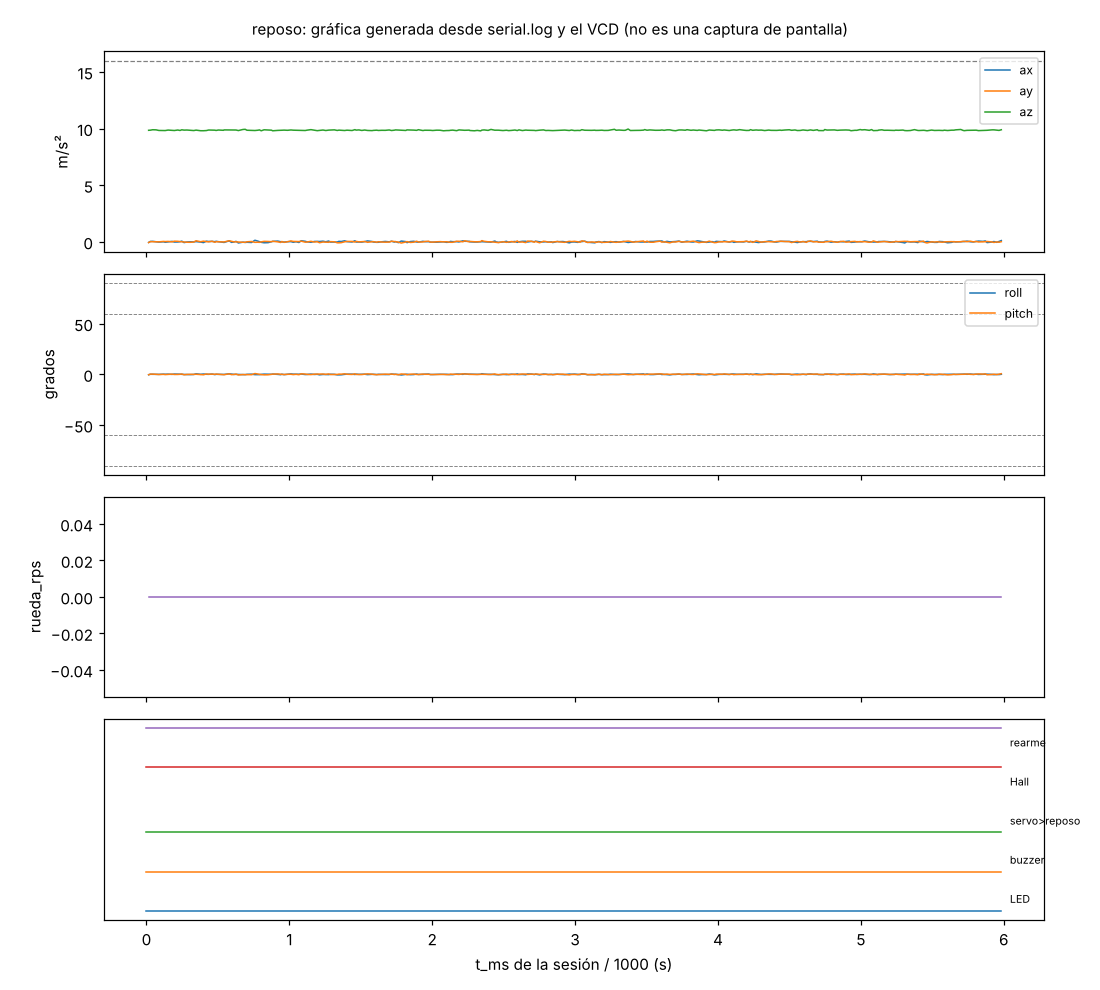 reposo: gráfica generada desde serial.log y el VCD (no es una captura de pantalla)
15
10
5
0
m/s²
ax
ay
az
50
0
−50
grados
roll
pitch
0.04
0.02
0.00
−0.02
−0.04
rueda_rps
rearme
Hall
servo>reposo
buzzer
LED
0 1 2 3 4 5 6
t_ms de la sesión / 1000 (s)